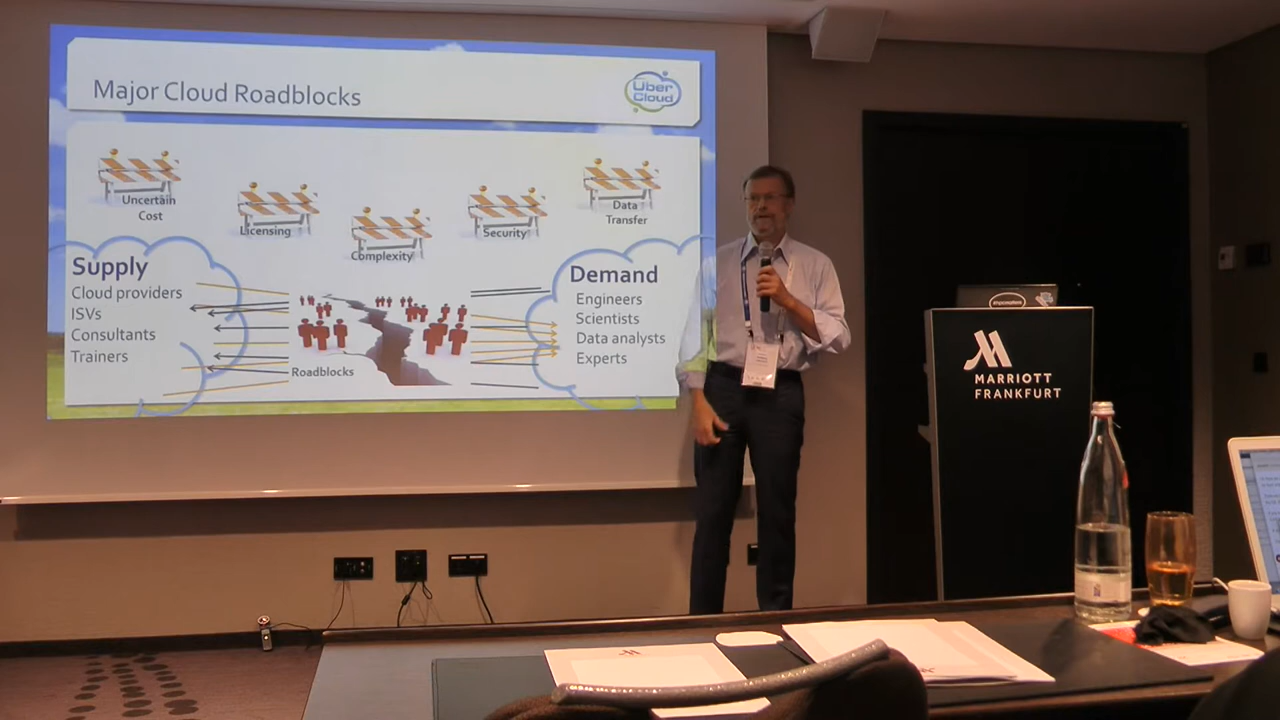 Major Cloud Roadblocks
Über
Cloud
Uncertain
Cost
Licensing
Complexity
Security
Data
Transfer
Supply
Cloud providers
ISVs
Consultants
Trainers
Roadblocks
Demand
Engineers
Scientists
Data analysts
Experts
MARRIOTT
FRANKFURT